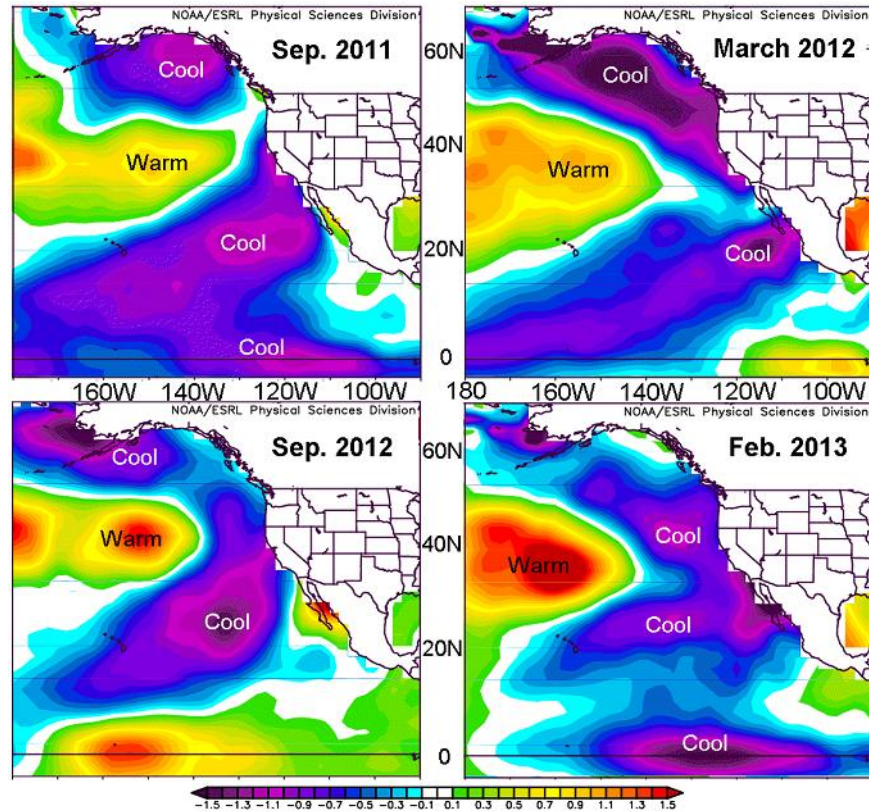 NOAA/ESRL Physical Sciences Division
Sep. 2011
Cool
Warm
Cool
Cool
60N
40N
20N
0
160W 140W 120W 100W
NOAA/ESRL Physical Sciences Division
March 2012
Cool
Warm
Cool
180 160W 140W 120W 100W
NOAA/ESRL Physical Sciences Division
Sep. 2012
Cool
Warm
60N
40N
20N
0
NOAA/ESRL Physical Sciences Division
Feb. 2013
Cool
Warm
Cool
Cool
-1.5 -1.3 -1.1 -0.9 -0.7 -0.5 -0.3 -0.1 0.1 0.3 0.5 0.7 0.9 1.1 1.3 1.5